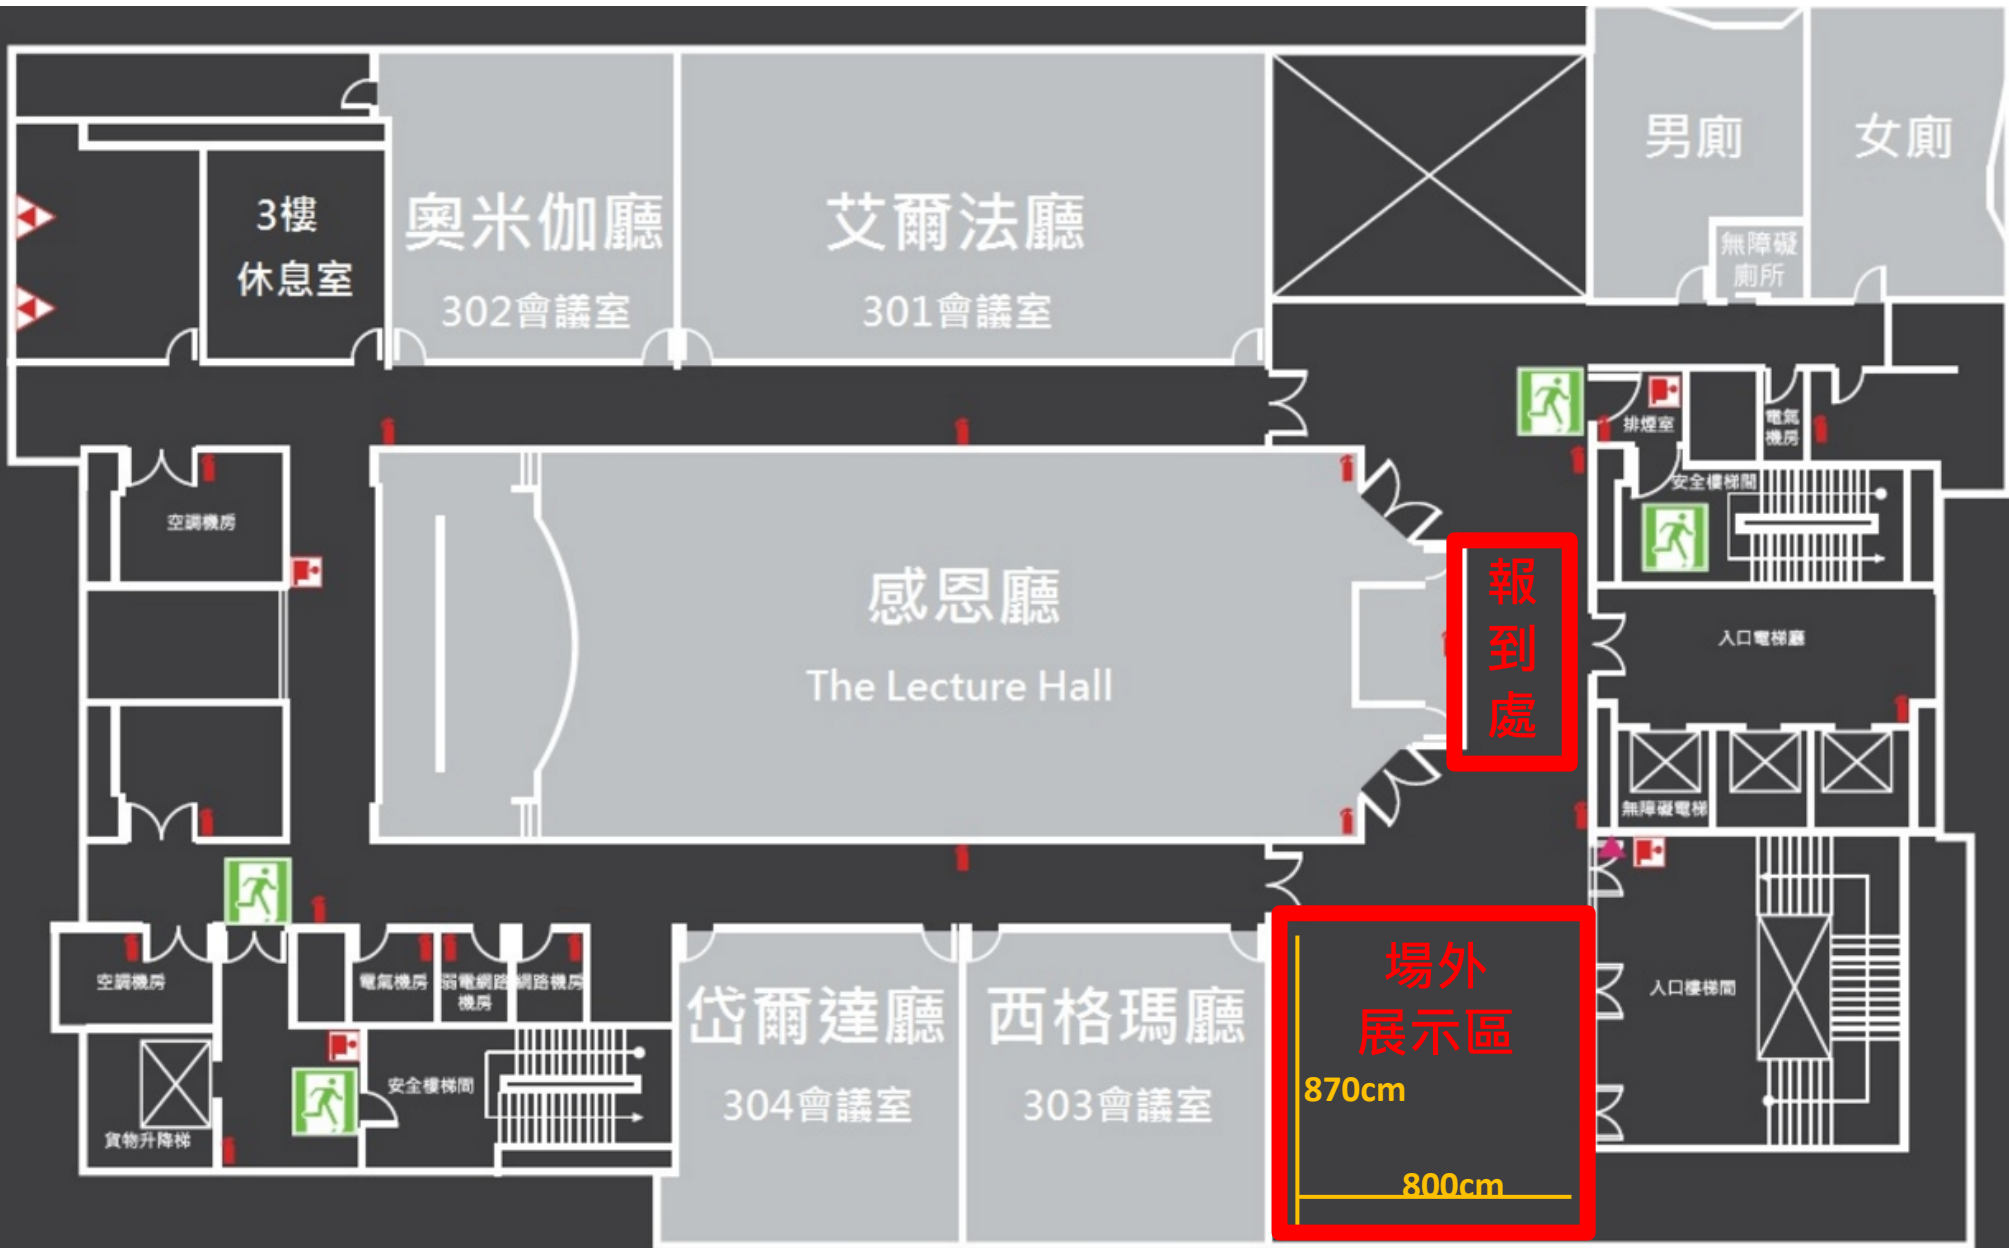 男廁
女廁
無障礙
廁所
3樓
休息室
奧米伽廳
302會議室
艾爾法廳
301會議室
排煙室
電氣
機房
安全樓梯間
空調機房
感恩廳
The Lecture Hall
報
到
處
入口電梯廳
無障礙電梯
空調機房
電氣機房
弱電網路
機房
網路機房
岱爾達廳
304會議室
西格瑪廳
303會議室
場外
展示區
870cm
800cm
入口樓梯間
安全樓梯間
貨物升降梯